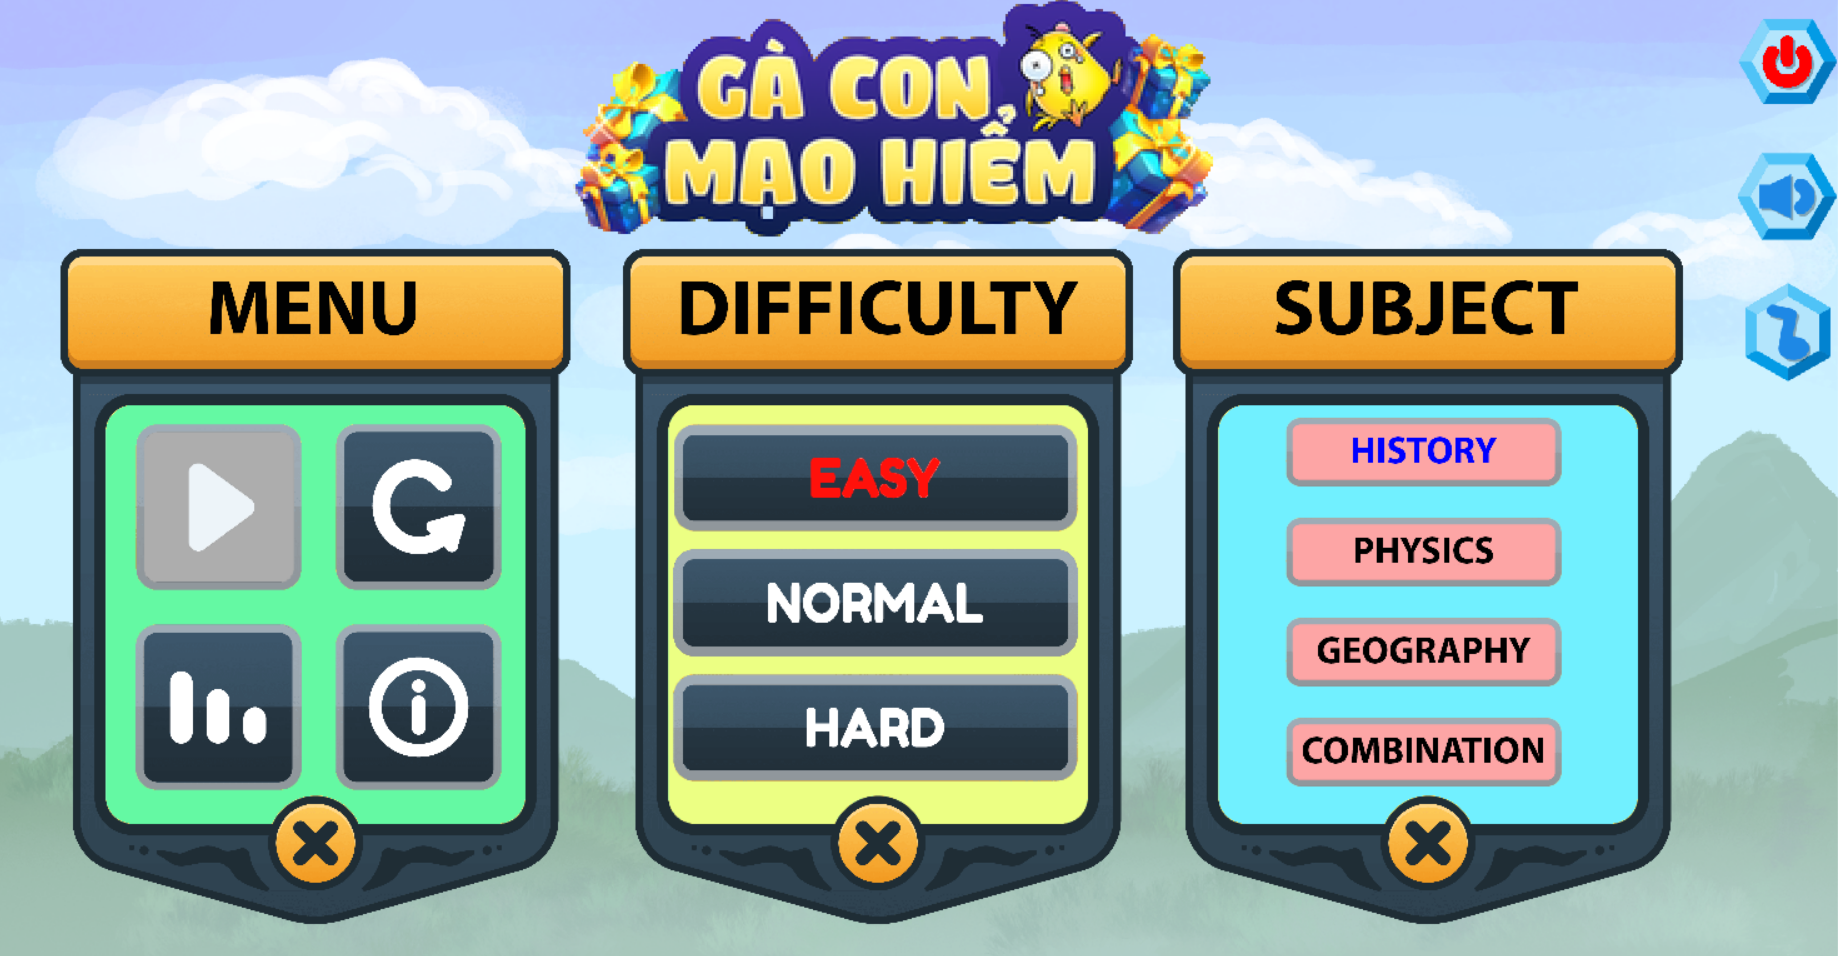 GÀ CON
MẠO HIỂM
MENU
DIFFICULTY
SUBJECT
EASY
NORMAL
HARD
HISTORY
PHYSICS
GEOGRAPHY
COMBINATION